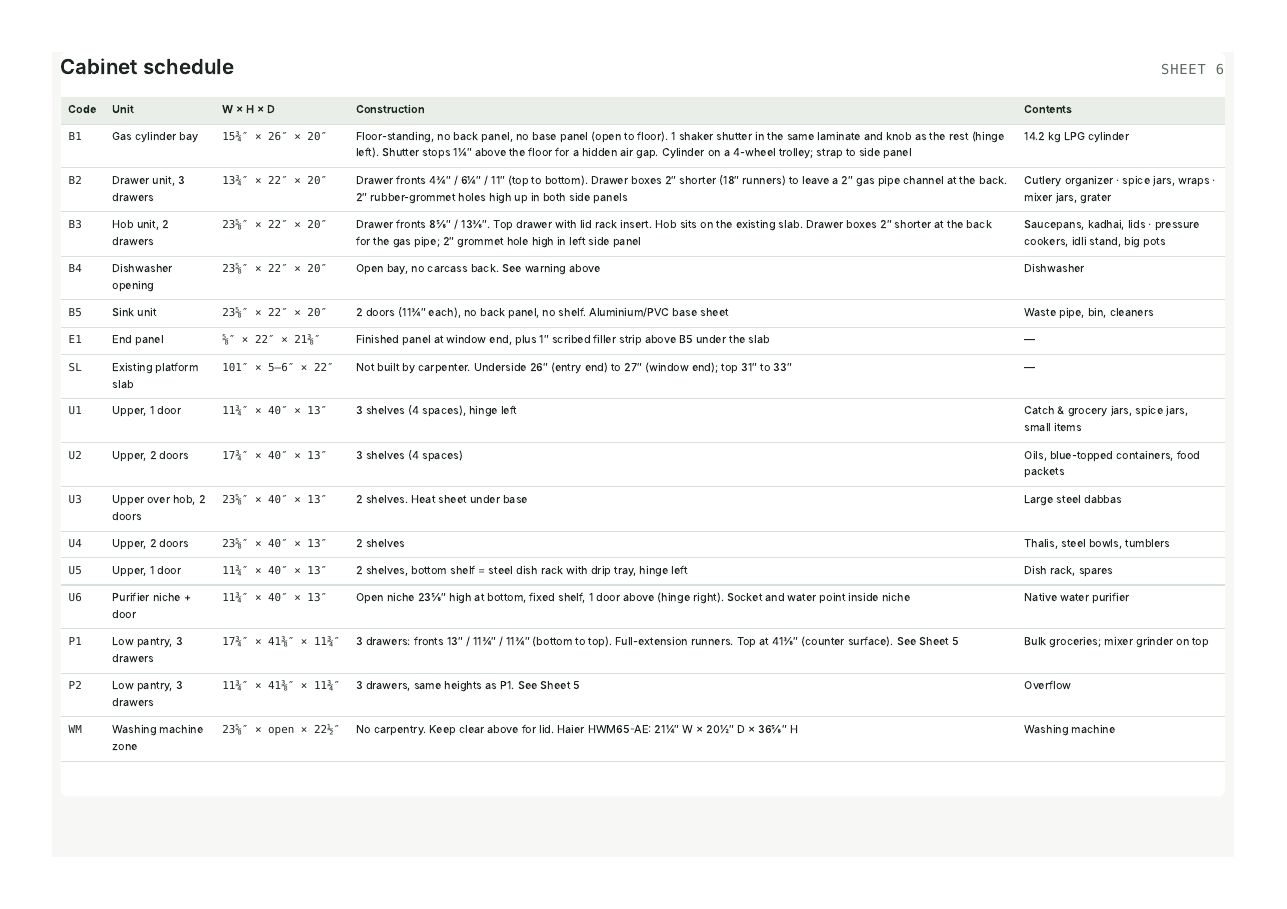 Cabinet schedule
SHEET 6
Code Unit W × H × D Construction Contents
B1 Gas cylinder bay 15¾″ × 26″ × 20″ Floor-standing, no back panel, no base panel (open to floor). 1 shaker shutter in the same laminate and knob as the rest (hinge 14.2 kg LPG cylinder
left). Shutter stops 1¼″ above the floor for a hidden air gap. Cylinder on a 4-wheel trolley; strap to side panel
B2 Drawer unit, 3 13¾″ × 22″ × 20″ Drawer fronts 4¾″ / 6¼″ / 11″ (top to bottom). Drawer boxes 2″ shorter (18″ runners) to leave a 2″ gas pipe channel at the back. Cutlery organizer · spice jars, wraps ·
drawers 2″ rubber-grommet holes high up in both side panels mixer jars, grater
B3 Hob unit, 2 23⅝″ × 22″ × 20″ Drawer fronts 8⅝″ / 13⅜″. Top drawer with lid rack insert. Hob sits on the existing slab. Drawer boxes 2″ shorter at the back Saucepans, kadhai, lids · pressure
drawers for the gas pipe; 2″ grommet hole high in left side panel cookers, idli stand, big pots
B4 Dishwasher 23⅝″ × 22″ × 20″ Open bay, no carcass back. See warning above Dishwasher
opening
B5 Sink unit 23⅝″ × 22″ × 20″ 2 doors (11¾″ each), no back panel, no shelf. Aluminium/PVC base sheet Waste pipe, bin, cleaners
E1 End panel ⅝″ × 22″ × 21⅜″ Finished panel at window end, plus 1″ scribed filler strip above B5 under the slab —
SL Existing platform 101″ × 5–6″ × 22″ Not built by carpenter. Underside 26″ (entry end) to 27″ (window end); top 31″ to 33″ —
slab
U1 Upper, 1 door 11¾″ × 40″ × 13″ 3 shelves (4 spaces), hinge left Catch & grocery jars, spice jars,
small items
U2 Upper, 2 doors 17¾″ × 40″ × 13″ 3 shelves (4 spaces) Oils, blue-topped containers, food
packets
U3 Upper over hob, 2 23⅝″ × 40″ × 13″ 2 shelves. Heat sheet under base Large steel dabbas
doors
U4 Upper, 2 doors 23⅝″ × 40″ × 13″ 2 shelves Thalis, steel bowls, tumblers
U5 Upper, 1 door 11¾″ × 40″ × 13″ 2 shelves, bottom shelf = steel dish rack with drip tray, hinge left Dish rack, spares
U6 Purifier niche + 11¾″ × 40″ × 13″ Open niche 23⅝″ high at bottom, fixed shelf, 1 door above (hinge right). Socket and water point inside niche Native water purifier
door
P1 Low pantry, 3 17¾″ × 41⅜″ × 11¾″ 3 drawers: fronts 13″ / 11¾″ / 11¾″ (bottom to top). Full-extension runners. Top at 41⅜″ (counter surface). See Sheet 5 Bulk groceries; mixer grinder on top
drawers
P2 Low pantry, 3 11¾″ × 41⅜″ × 11¾″ 3 drawers, same heights as P1. See Sheet 5 Overflow
drawers
WM Washing machine 23⅝″ × open × 22½″ No carpentry. Keep clear above for lid. Haier HWM65-AE: 21¼″ W × 20½″ D × 36⅝″ H Washing machine
zone